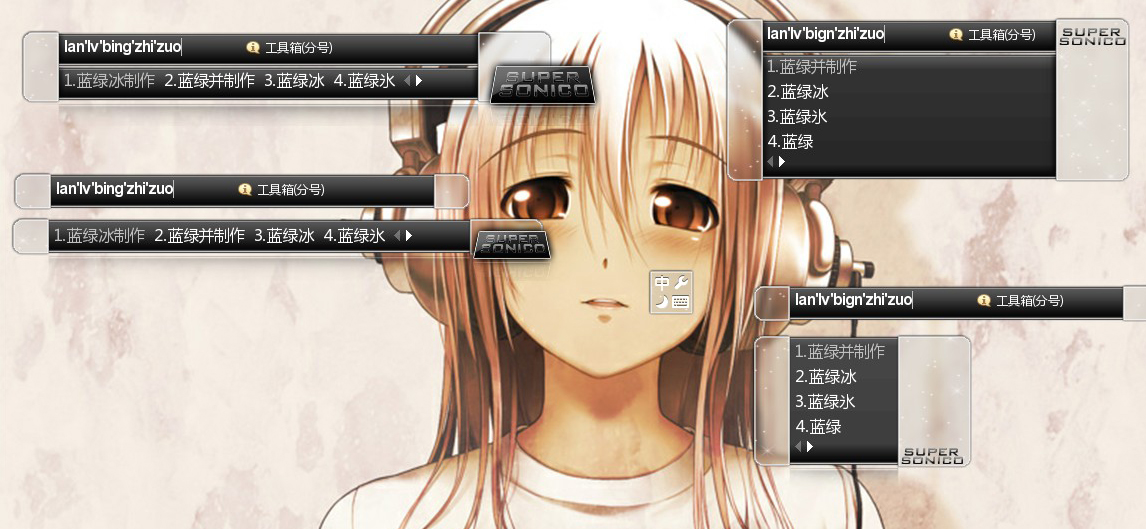 lan'lv'bing'zhi'zuo 工具箱(分号)
1.蓝绿冰制作 2.蓝绿并制作 3.蓝绿冰 4.蓝绿氷
SUPER
SONICO
lan'lv'bign'zhi'zuo 工具箱(分号)
1.蓝绿并制作
2.蓝绿冰
3.蓝绿氷
4.蓝绿
SUPER
SONICO
lan'lv'bing'zhi'zuo 工具箱(分号)
1.蓝绿冰制作 2.蓝绿并制作 3.蓝绿冰 4.蓝绿氷
SUPER
SONICO
中
lan'lv'bign'zhi'zuo 工具箱(分号)
1.蓝绿并制作
2.蓝绿冰
3.蓝绿氷
4.蓝绿
SUPER
SONICO